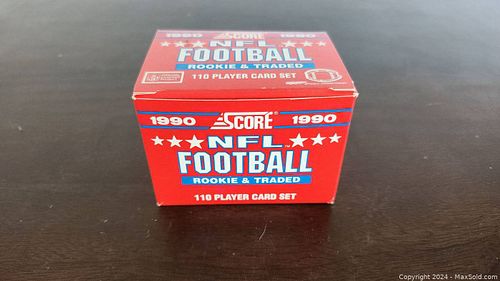 1990 SCORE 1990
NFL
FOOTBALL
ROOKIE & TRADED
110 PLAYER CARD SET
1990 SCORE® 1990
NFL™
FOOTBALL
ROOKIE & TRADED
110 PLAYER CARD SET
Copyright 2024 - MaxSold.com